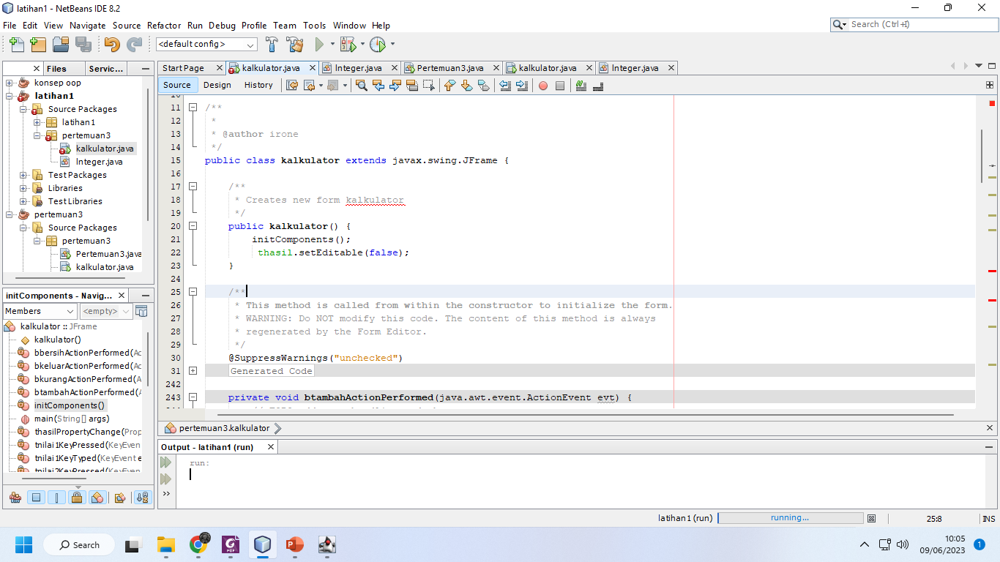 latihan1 - NetBeans IDE 8.2
File Edit View Navigate Source Refactor Run Debug Profile Team Tools Window Help
Search (Ctrl+I)
<default config>
Files Servic...
Start Page kalkulator.java Integer.java Pertemuan3.java kalkulator.java Integer.java
Source Design History
konsep oop
latihan1
Source Packages
latihan1
pertemuan3
kalkulator.java
Integer.java
Test Packages
Libraries
Test Libraries
pertemuan3
Source Packages
pertemuan3
Pertemuan3.java
kalkulator.java
initComponents - Navig...
Members <empty>
kalkulator :: JFrame
kalkulator()
bbersihActionPerformed(Ac
bkeluarActionPerformed(Ac
bkurangActionPerformed(A
btambahActionPerformed(A
initComponents()
main(String[] args)
thasilPropertyChange(Prop
tnilai1KeyPressed(KeyEven
tnilai1KeyTyped(KeyEvent e
tnilai2KeyPressed(KeyEven
10
11 /**
12 *
13 * @author irone
14 */
15 public class kalkulator extends javax.swing.JFrame {
16
17 /**
18 * Creates new form kalkulator
19 */
20 public kalkulator() {
21 initComponents();
22 thasil.setEditable(false);
23 }
24
25 /**
26 * This method is called from within the constructor to initialize the form.
27 * WARNING: Do NOT modify this code. The content of this method is always
28 * regenerated by the Form Editor.
29 */
30 @SuppressWarnings("unchecked")
31 Generated Code
242
243 private void btambahActionPerformed(java.awt.event.ActionEvent evt) {
pertemuan3.kalkulator
Output - latihan1 (run)
run:
latihan1 (run) running... 25:8 INS
Search
10:05
09/06/2023
1